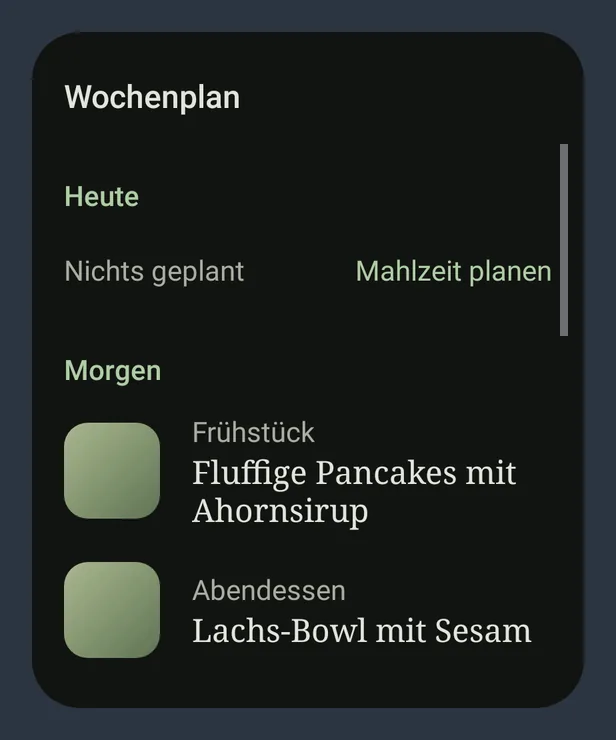 Wochenplan
Heute
Nichts geplant Mahlzeit planen
Morgen
Frühstück
Fluffige Pancakes mit
Ahornsirup
Abendessen
Lachs-Bowl mit Sesam